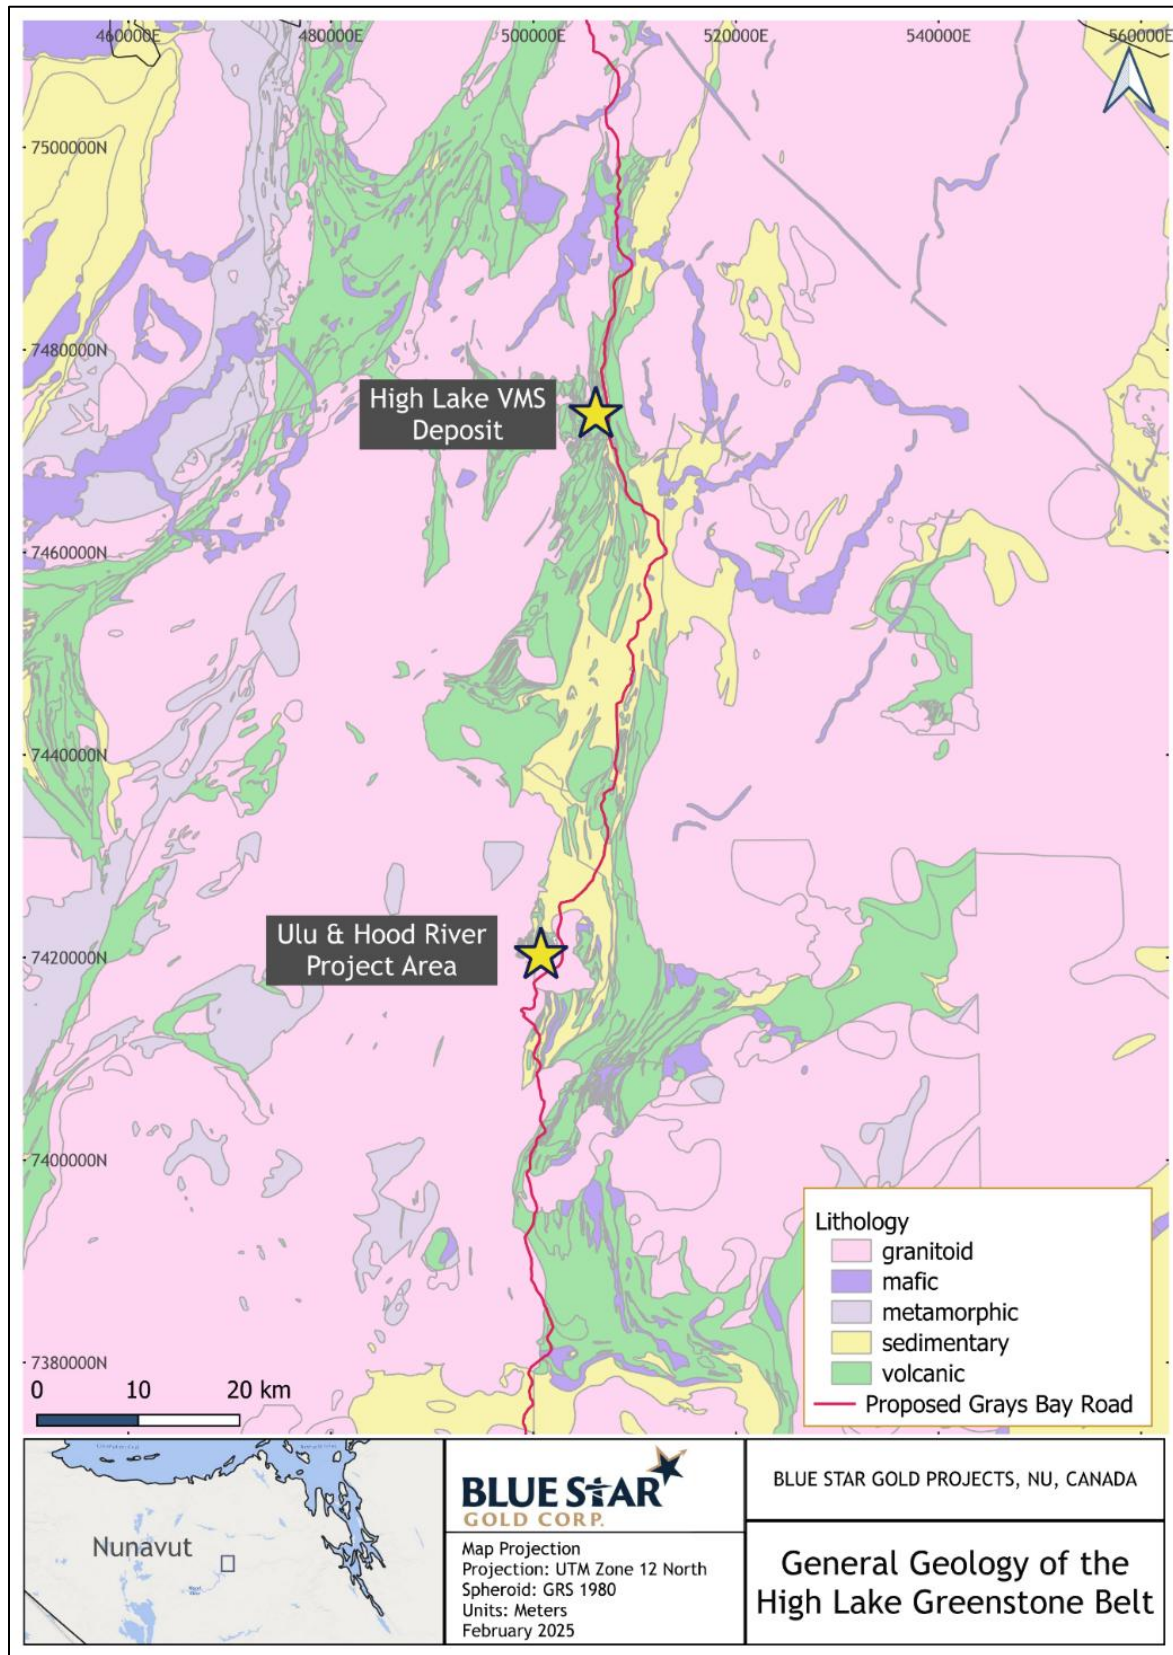 460000E 480000E 500000E 520000E 540000E 560000E
7500000N
7480000N
High Lake VMS
Deposit
7460000N
7440000N
Ulu & Hood River
Project Area
7420000N
7400000N
7380000N
Lithology
granitoid
mafic
metamorphic
sedimentary
volcanic
Proposed Grays Bay Road
0 10 20 km
Nunavut
BLUE STAR
GOLD CORP.
Map Projection
Projection: UTM Zone 12 North
Spheroid: GRS 1980
Units: Meters
February 2025
BLUE STAR GOLD PROJECTS, NU, CANADA
General Geology of the
High Lake Greenstone Belt